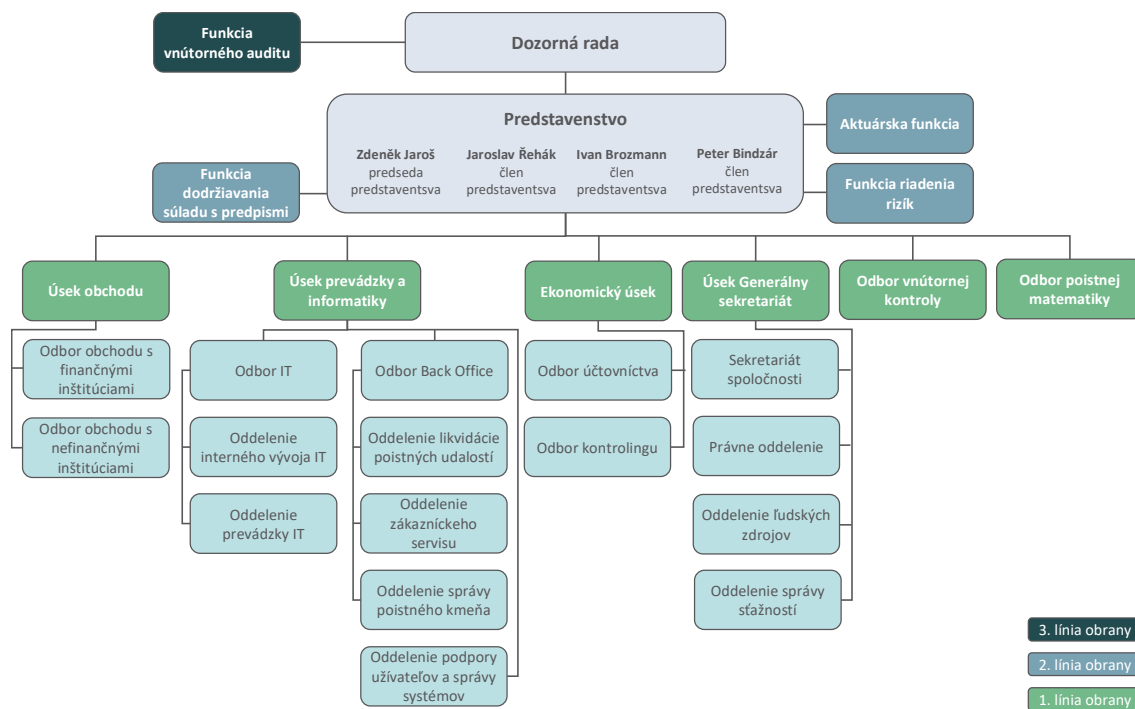 Funkcia
vnútorného auditu
Dozorná rada
Predstavenstvo
Zdeněk Jaroš
predseda
predstaventsva
Jaroslav Řehák
člen
predstaventsva
Ivan Brozmann
člen
predstaventsva
Peter Bindzár
člen
predstaventsva
Aktuárska funkcia
Funkcia
dodržiavania
súladu s predpismi
Funkcia riadenia
rizík
Úsek obchodu
Úsek prevádzky a
informatiky
Ekonomický úsek
Úsek Generálny
sekretariát
Odbor vnútornej
kontroly
Odbor poistnej
matematiky
Odbor obchodu s
finančnými
inštitúciami
Odbor IT
Odbor Back Office
Odbor účtovníctva
Sekretariát
spoločnosti
Odbor obchodu s
nefinančnými
inštitúciami
Oddelenie
interného vývoja IT
Oddelenie likvidácie
poistných udalostí
Odbor kontrolingu
Právne oddelenie
Oddelenie
prevádzky IT
Oddelenie
zákazníckeho
servisu
Oddelenie ľudských
zdrojov
Oddelenie správy
poistného kmeňa
Oddelenie správy
sťažností
Oddelenie podpory
užívateľov a správy
systémov
3. línia obrany
2. línia obrany
1. línia obrany